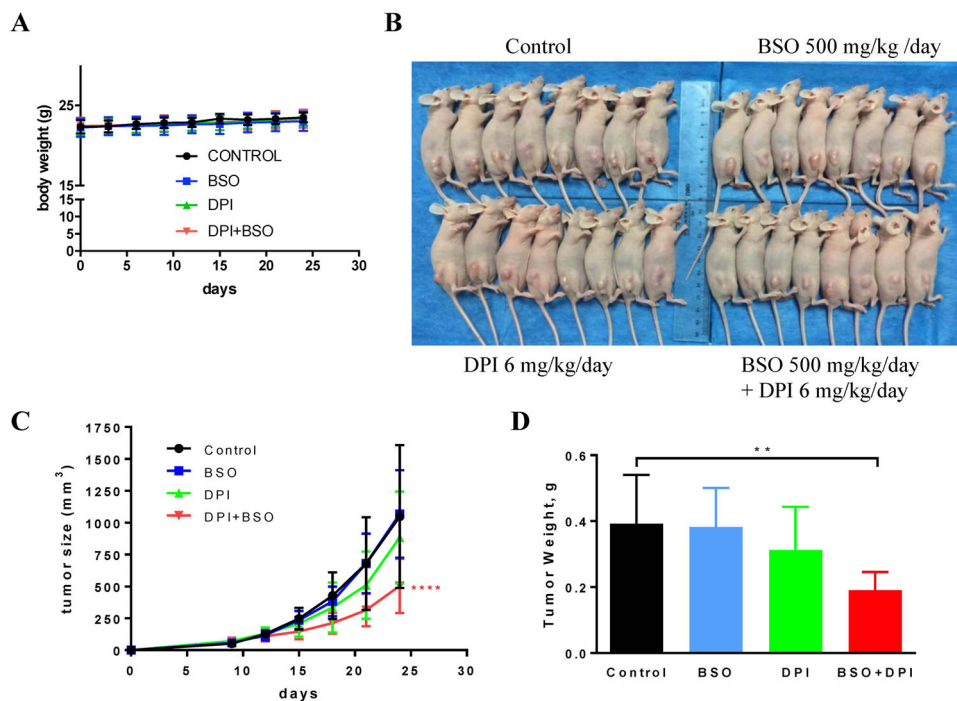 A
body weight (g)
25
15
15
10
5
0
CONTROL
BSO
DPI
DPI+BSO
0 5 10 15 20 25 30
days
B
Control
BSO 500 mg/kg /day
DPI 6 mg/kg/day
BSO 500 mg/kg/day
+ DPI 6 mg/kg/day
C
tumor size (mm³)
1750
1500
1250
1000
750
500
250
0
Control
BSO
DPI
DPI+BSO
****
0 5 10 15 20 25 30
days
D
Tumor Weight, g
0.6
0.4
0.2
0.0
**
Control BSO DPI BSO+DPI